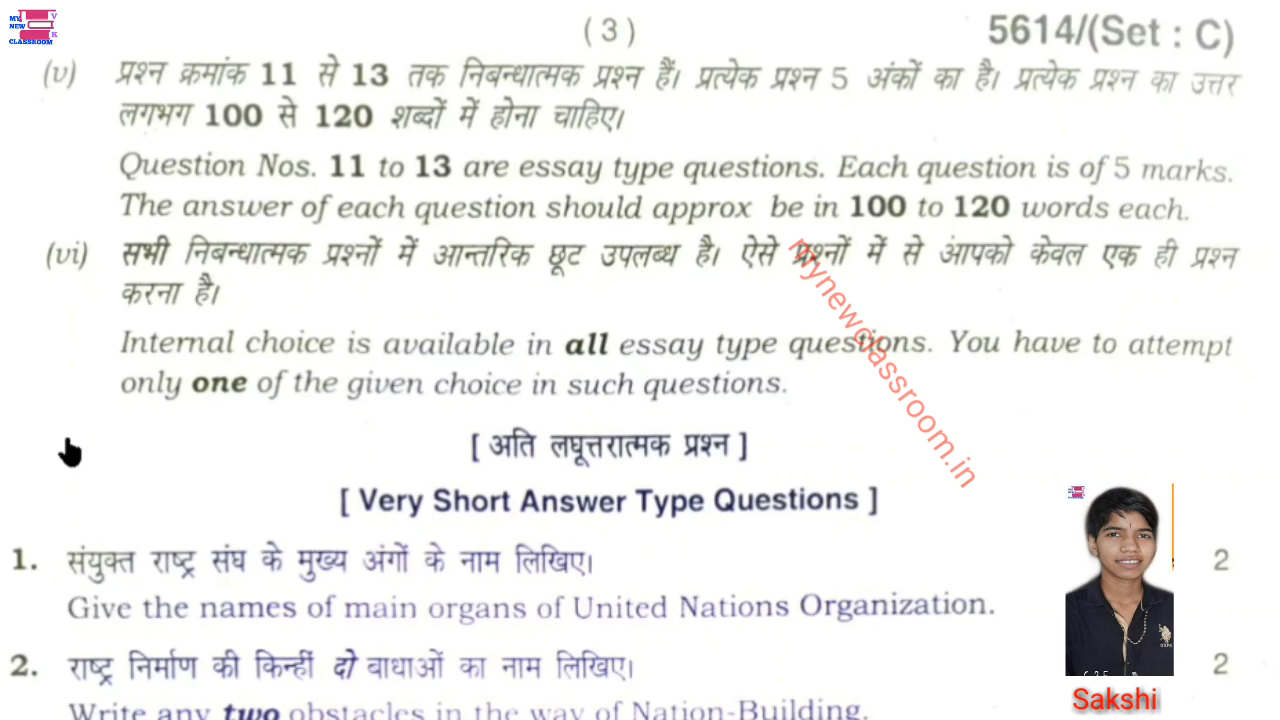 MY
NEW
CLASSROOM
V
K
( 3 )
5614/(Set : C)
(v) प्रश्न क्रमांक 11 से 13 तक निबन्धात्मक प्रश्न हैं। प्रत्येक प्रश्न 5 अंकों का है। प्रत्येक प्रश्न का उत्तर
लगभग 100 से 120 शब्दों में होना चाहिए।
Question Nos. 11 to 13 are essay type questions. Each question is of 5 marks.
The answer of each question should approx be in 100 to 120 words each.
(vi) सभी निबन्धात्मक प्रश्नों में आन्तरिक छूट उपलब्ध है। ऐसे प्रश्नों में से आपको केवल एक ही प्रश्न
करना है।
Internal choice is available in all essay type questions. You have to attempt
only one of the given choice in such questions.
mynewclassroom.in
[ अति लघूत्तरात्मक प्रश्न ]
[ Very Short Answer Type Questions ]
1. संयुक्त राष्ट्र संघ के मुख्य अंगों के नाम लिखिए। 2
Give the names of main organs of United Nations Organization.
2. राष्ट्र निर्माण की किन्हीं दो बाधाओं का नाम लिखिए। 2
Write any two obstacles in the way of Nation-Building.
Sakshi